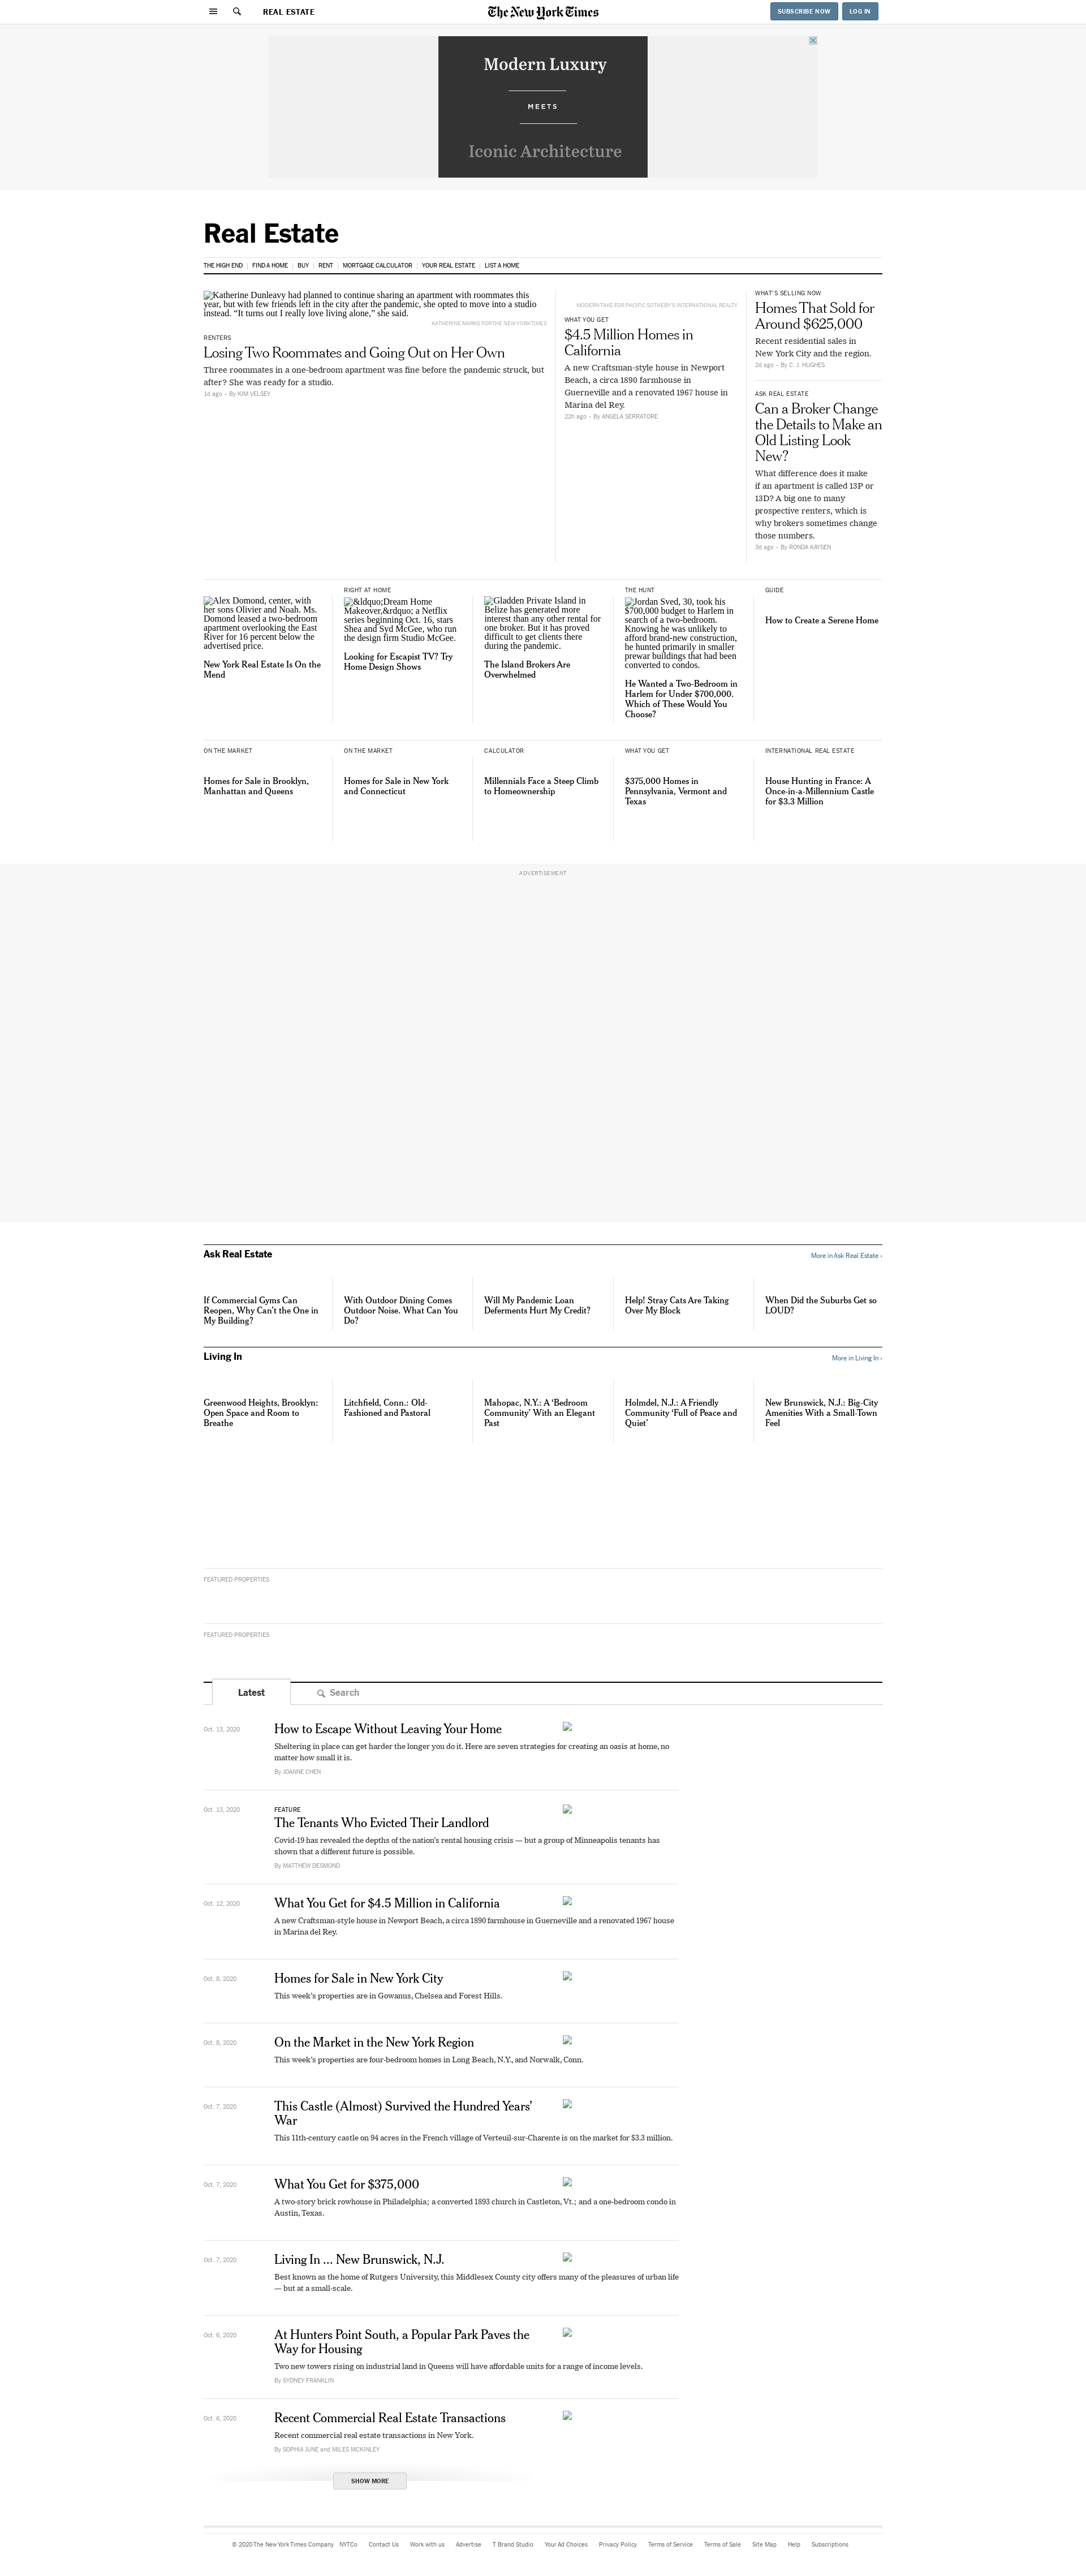 REAL ESTATE
The New York Times
SUBSCRIBE NOW
LOG IN
Modern Luxury
MEETS
Iconic Architecture
Real Estate
THE HIGH END | FIND A HOME | BUY | RENT | MORTGAGE CALCULATOR | YOUR REAL ESTATE | LIST A HOME
Katherine Dunleavy had planned to continue sharing an apartment with roommates this
year, but with few friends left in the city after the pandemic, she opted to move into a studio
instead. “It turns out I really love living alone,” she said.
KATHERINE MARKS FOR THE NEW YORK TIMES
RENTERS
Losing Two Roommates and Going Out on Her Own
Three roommates in a one-bedroom apartment was fine before the pandemic struck, but
after? She was ready for a studio.
1d ago - By KIM VELSEY
MODERN TAKE FOR PACIFIC SOTHEBY’S INTERNATIONAL REALTY
WHAT YOU GET
$4.5 Million Homes in
California
A new Craftsman-style house in Newport
Beach, a circa 1890 farmhouse in
Guerneville and a renovated 1967 house in
Marina del Rey.
22h ago - By ANGELA SERRATORE
WHAT’S SELLING NOW
Homes That Sold for
Around $625,000
Recent residential sales in
New York City and the region.
2d ago - By C. J. HUGHES
ASK REAL ESTATE
Can a Broker Change
the Details to Make an
Old Listing Look
New?
What difference does it make
if an apartment is called 13P or
13D? A big one to many
prospective renters, which is
why brokers sometimes change
those numbers.
3d ago - By RONDA KAYSEN
Alex Domond, center, with
her sons Olivier and Noah. Ms.
Domond leased a two-bedroom
apartment overlooking the East
River for 16 percent below the
advertised price.
New York Real Estate Is On the
Mend
RIGHT AT HOME
&ldquo;Dream Home
Makeover,&rdquo; a Netflix
series beginning Oct. 16, stars
Shea and Syd McGee, who run
the design firm Studio McGee.
Looking for Escapist TV? Try
Home Design Shows
Gladden Private Island in
Belize has generated more
interest than any other rental for
one broker. But it has proved
difficult to get clients there
during the pandemic.
The Island Brokers Are
Overwhelmed
THE HUNT
Jordan Sved, 30, took his
$700,000 budget to Harlem in
search of a two-bedroom.
Knowing he was unlikely to
afford brand-new construction,
he hunted primarily in smaller
prewar buildings that had been
converted to condos.
He Wanted a Two-Bedroom in
Harlem for Under $700,000.
Which of These Would You
Choose?
GUIDE
How to Create a Serene Home
ON THE MARKET
Homes for Sale in Brooklyn,
Manhattan and Queens
ON THE MARKET
Homes for Sale in New York
and Connecticut
CALCULATOR
Millennials Face a Steep Climb
to Homeownership
WHAT YOU GET
$375,000 Homes in
Pennsylvania, Vermont and
Texas
INTERNATIONAL REAL ESTATE
House Hunting in France: A
Once-in-a-Millennium Castle
for $3.3 Million
ADVERTISEMENT
Ask Real Estate
More in Ask Real Estate ›
If Commercial Gyms Can
Reopen, Why Can’t the One in
My Building?
With Outdoor Dining Comes
Outdoor Noise. What Can You
Do?
Will My Pandemic Loan
Deferments Hurt My Credit?
Help! Stray Cats Are Taking
Over My Block
When Did the Suburbs Get so
LOUD?
Living In
More in Living In ›
Greenwood Heights, Brooklyn:
Open Space and Room to
Breathe
Litchfield, Conn.: Old-
Fashioned and Pastoral
Mahopac, N.Y.: A ‘Bedroom
Community’ With an Elegant
Past
Holmdel, N.J.: A Friendly
Community ‘Full of Peace and
Quiet’
New Brunswick, N.J.: Big-City
Amenities With a Small-Town
Feel
FEATURED PROPERTIES
FEATURED PROPERTIES
Latest
Search
Oct. 13, 2020
How to Escape Without Leaving Your Home
Sheltering in place can get harder the longer you do it. Here are seven strategies for creating an oasis at home, no
matter how small it is.
By JOANNE CHEN
Oct. 13, 2020
FEATURE
The Tenants Who Evicted Their Landlord
Covid-19 has revealed the depths of the nation’s rental housing crisis — but a group of Minneapolis tenants has
shown that a different future is possible.
By MATTHEW DESMOND
Oct. 12, 2020
What You Get for $4.5 Million in California
A new Craftsman-style house in Newport Beach, a circa 1890 farmhouse in Guerneville and a renovated 1967 house
in Marina del Rey.
Oct. 8, 2020
Homes for Sale in New York City
This week’s properties are in Gowanus, Chelsea and Forest Hills.
Oct. 8, 2020
On the Market in the New York Region
This week’s properties are four-bedroom homes in Long Beach, N.Y., and Norwalk, Conn.
Oct. 7, 2020
This Castle (Almost) Survived the Hundred Years’
War
This 11th-century castle on 94 acres in the French village of Verteuil-sur-Charente is on the market for $3.3 million.
Oct. 7, 2020
What You Get for $375,000
A two-story brick rowhouse in Philadelphia; a converted 1893 church in Castleton, Vt.; and a one-bedroom condo in
Austin, Texas.
Oct. 7, 2020
Living In ... New Brunswick, N.J.
Best known as the home of Rutgers University, this Middlesex County city offers many of the pleasures of urban life
— but at a small-scale.
Oct. 6, 2020
At Hunters Point South, a Popular Park Paves the
Way for Housing
Two new towers rising on industrial land in Queens will have affordable units for a range of income levels.
By SYDNEY FRANKLIN
Oct. 6, 2020
Recent Commercial Real Estate Transactions
Recent commercial real estate transactions in New York.
By SOPHIA JUNE and MILES MCKINLEY
SHOW MORE
© 2020 The New York Times Company NYTCo Contact Us Work with us Advertise T Brand Studio Your Ad Choices Privacy Policy Terms of Service Terms of Sale Site Map Help Subscriptions